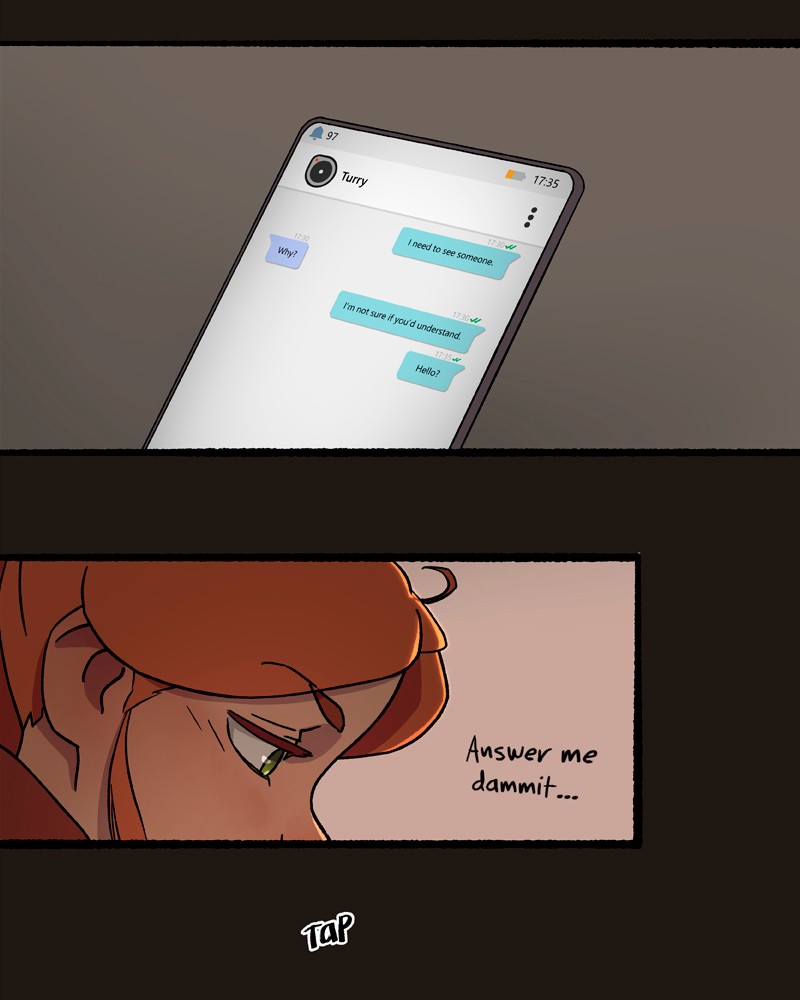 97
17:35
Turry
17:30
I need to see someone.
17:30
Why?
17:30
I'm not sure if you'd understand.
17:35
Hello?
Answer me
dammit...
TAP